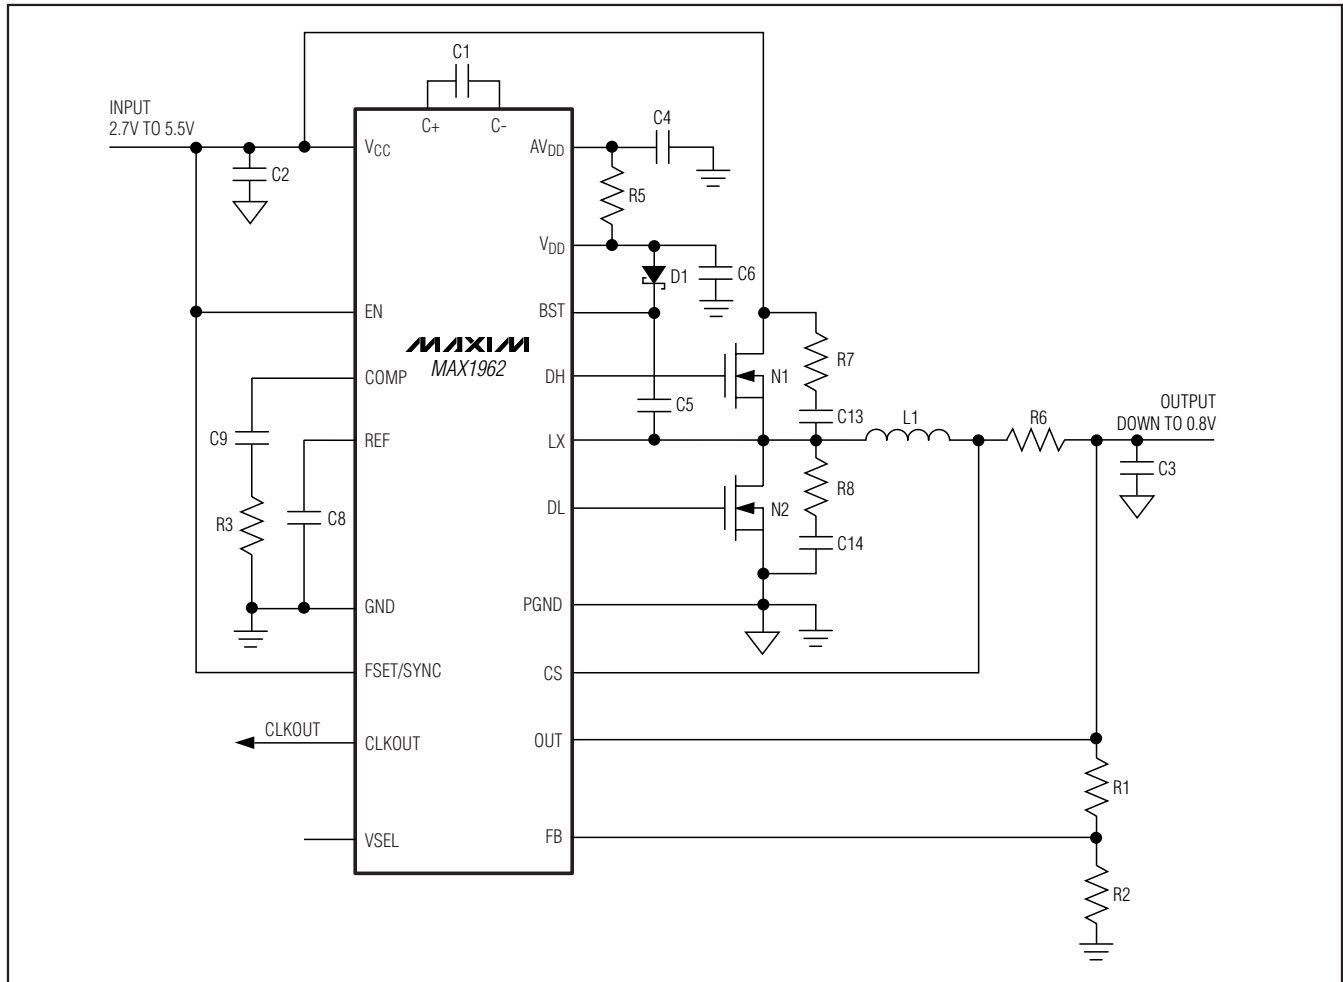 C1
INPUT
2.7V TO 5.5V
C+
C-
C4
VCC
AVDD
C2
R5
VDD
D1
C6
EN
BST
MAXIM
MAX1962
R7
COMP
DH
N1
C9
REF
C5
C13
LX
L1
R6
OUTPUT
DOWN TO 0.8V
C3
R8
R3
C8
DL
N2
C14
GND
PGND
FSET/SYNC
CS
CLKOUT
CLKOUT
OUT
R1
VSEL
FB
R2